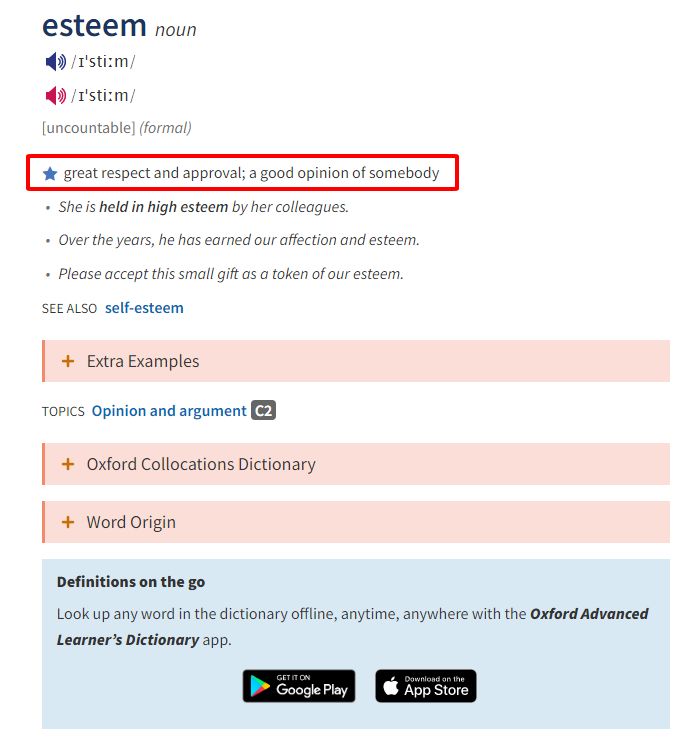 esteem noun
/ɪˈstiːm/
/ɪˈstiːm/
[uncountable] (formal)
great respect and approval; a good opinion of somebody
• She is held in high esteem by her colleagues.
• Over the years, he has earned our affection and esteem.
• Please accept this small gift as a token of our esteem.
SEE ALSO self-esteem
+ Extra Examples
TOPICS Opinion and argument C2
+ Oxford Collocations Dictionary
+ Word Origin
Definitions on the go
Look up any word in the dictionary offline, anytime, anywhere with the Oxford Advanced
Learner’s Dictionary app.
GET IT ON
Google Play
Download on the
App Store